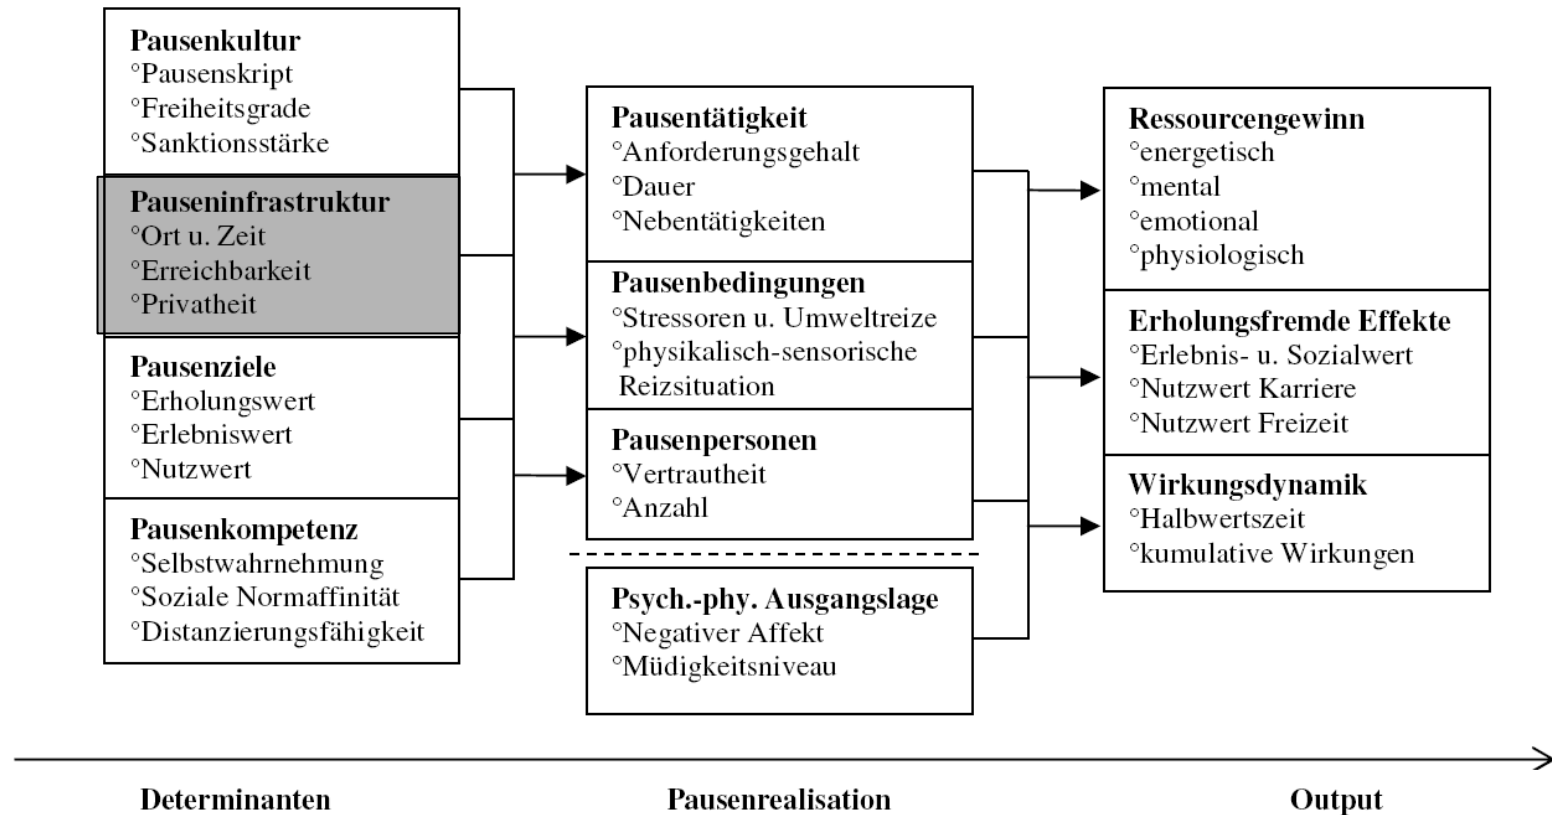 Pausenkultur
°Pausenskript
°Freiheitsgrade
°Sanktionsstärke
Pauseninfrastruktur
°Ort u. Zeit
°Erreichbarkeit
°Privatheit
Pausenziele
°Erholungswert
°Erlebniswert
°Nutzwert
Pausenkompetenz
°Selbstwahrnehmung
°Soziale Normaffinität
°Distanzierungsfähigkeit
Pausentätigkeit
°Anforderungsgehalt
°Dauer
°Nebentätigkeiten
Pausenbedingungen
°Stressoren u. Umweltreize
°physikalisch-sensorische
Reizsituation
Pausenpersonen
°Vertrautheit
°Anzahl
Psych.-phy. Ausgangslage
°Negativer Affekt
°Müdigkeitsniveau
Ressourcengewinn
°energetisch
°mental
°emotional
°physiologisch
Erholungsfremde Effekte
°Erlebnis- u. Sozialwert
°Nutzwert Karriere
°Nutzwert Freizeit
Wirkungsdynamik
°Halbwertszeit
°kumulative Wirkungen
Determinanten
Pausenrealisation
Output